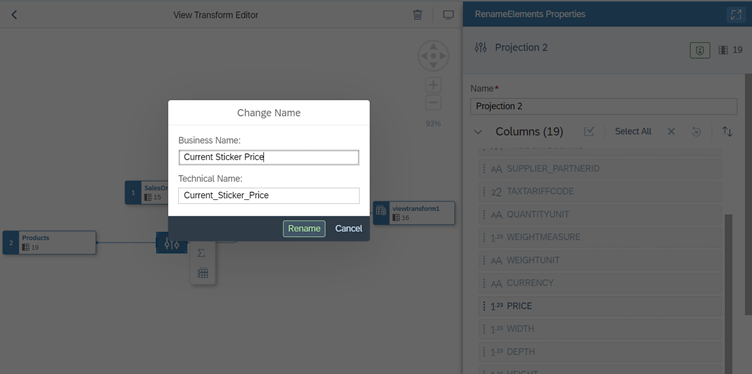 View Transform Editor
RenameElements Properties
Projection 2
19
Name*
Projection 2
Columns (19)
Select All
SUPPLIER_PARTNERID
TAXTARIFFCODE
QUANTITYUNIT
WEIGHTMEASURE
WEIGHTUNIT
CURRENCY
PRICE
WIDTH
DEPTH
HEIGHT
93%
Change Name
Business Name:
Current Sticker Price
Technical Name:
Current_Sticker_Price
Rename
Cancel
1
SalesOr
15
2
Products
19
viewtransform1
16